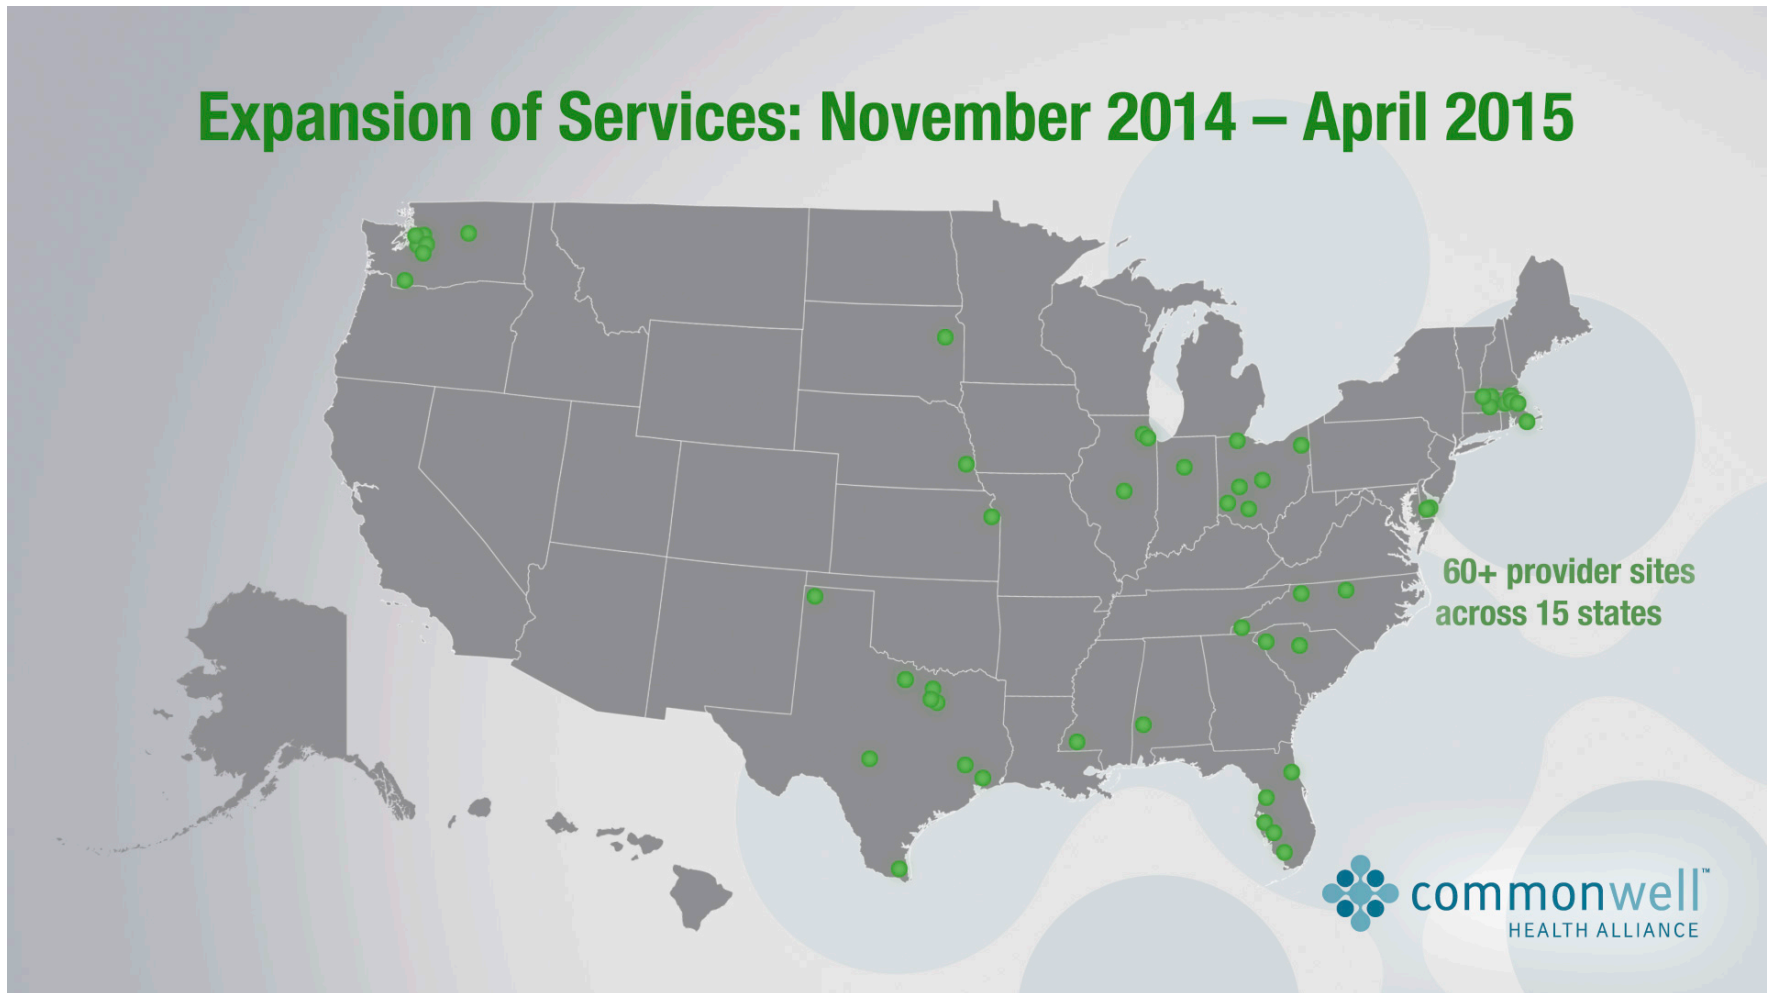 Expansion of Services: November 2014 – April 2015
60+ provider sites
across 15 states
commonwell™
HEALTH ALLIANCE